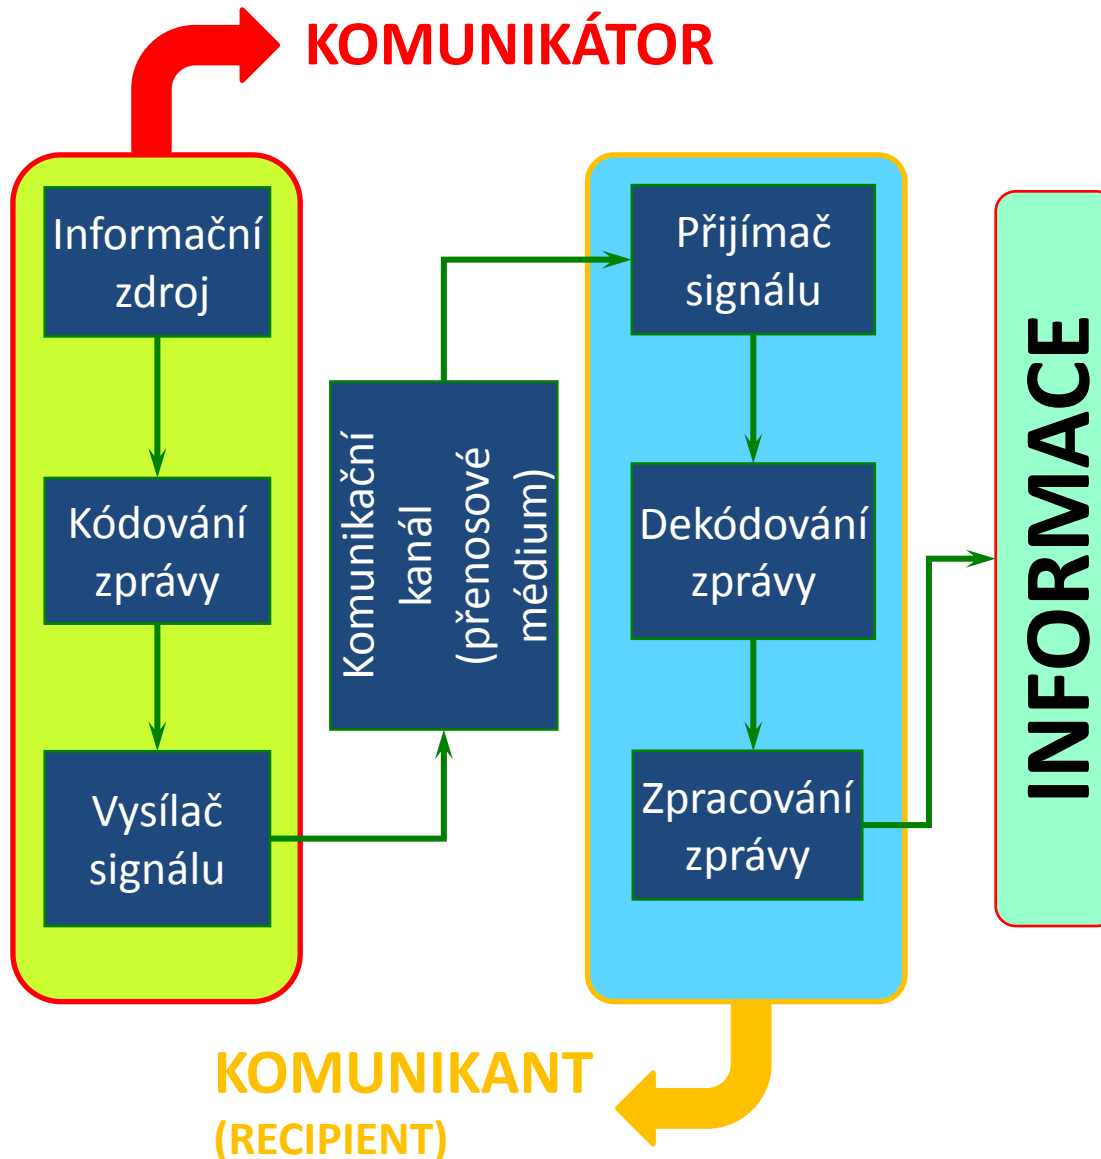 KOMUNIKÁTOR
Informační
zdroj
Kódování
zprávy
Vysílač
signálu
Komunikační
kanál
(přenosové
médium)
Přijímač
signálu
Dekódování
zprávy
Zpracování
zprávy
INFORMACE
KOMUNIKANT
(RECIPIENT)